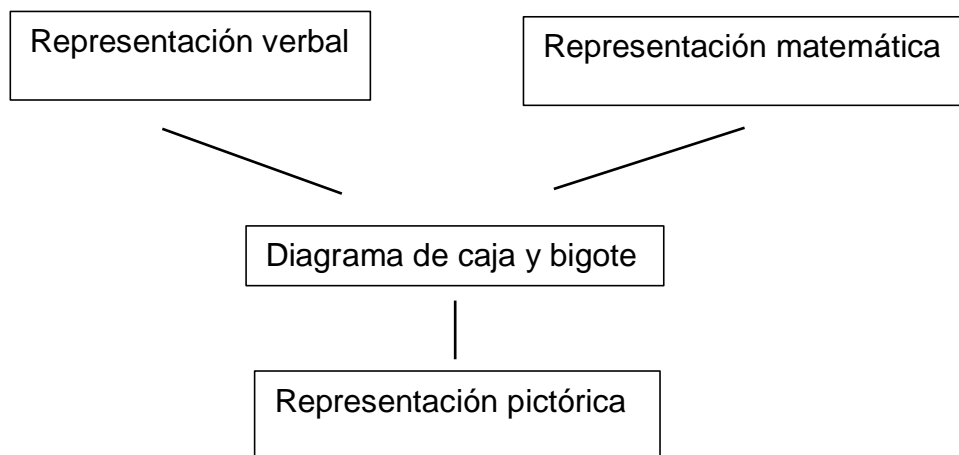 Representación verbal
Representación matemática
Diagrama de caja y bigote
Representación pictórica